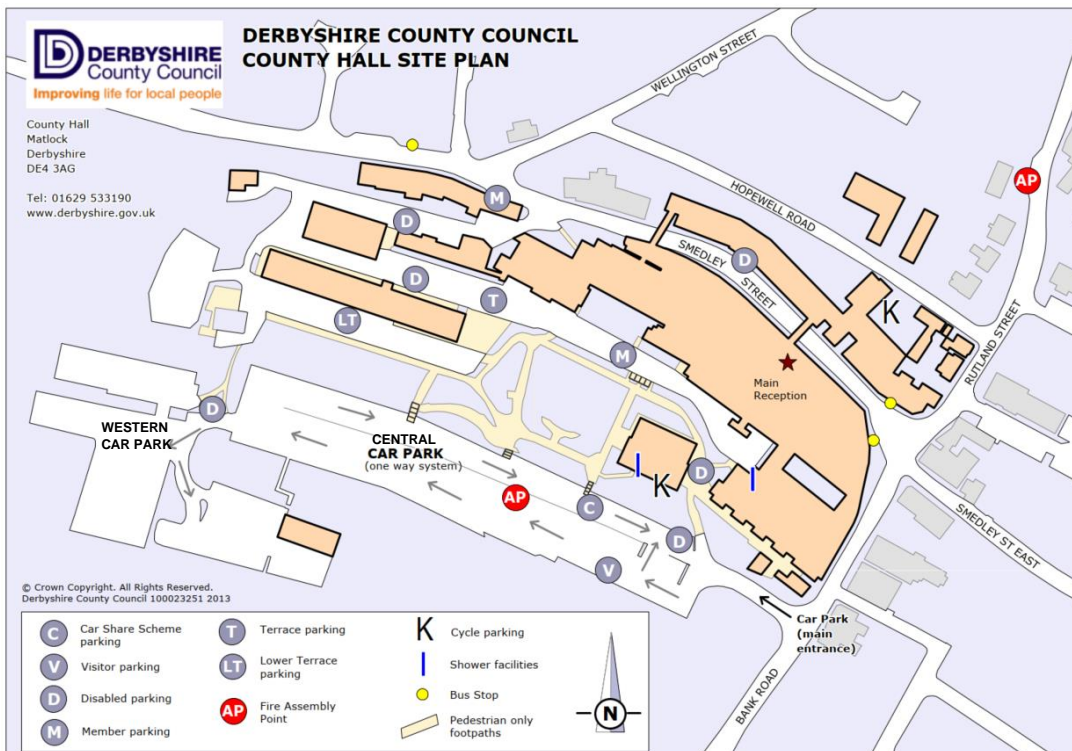 DERBYSHIRE
County Council
Improving life for local people
DERBYSHIRE COUNTY COUNCIL
COUNTY HALL SITE PLAN
County Hall
Matlock
Derbyshire
DE4 3AG
Tel: 01629 533190
www.derbyshire.gov.uk
WELLINGTON STREET
HOPEWELL ROAD
AP
M
D
SMEDLEY
STREET
D
D
T
LT
K
RUTLAND STREET
M
Main
Reception
D
WESTERN
CAR PARK
CENTRAL
CAR PARK
(one way system)
K
D
AP
C
D
V
SMEDLEY ST EAST
© Crown Copyright. All Rights Reserved.
Derbyshire County Council 100023251 2013
Car Park
(main
entrance)
BANK ROAD
C
Car Share Scheme
parking
V
Visitor parking
D
Disabled parking
M
Member parking
T
Terrace parking
LT
Lower Terrace
parking
AP
Fire Assembly
Point
K
Cycle parking
Shower facilities
Bus Stop
Pedestrian only
footpaths
N